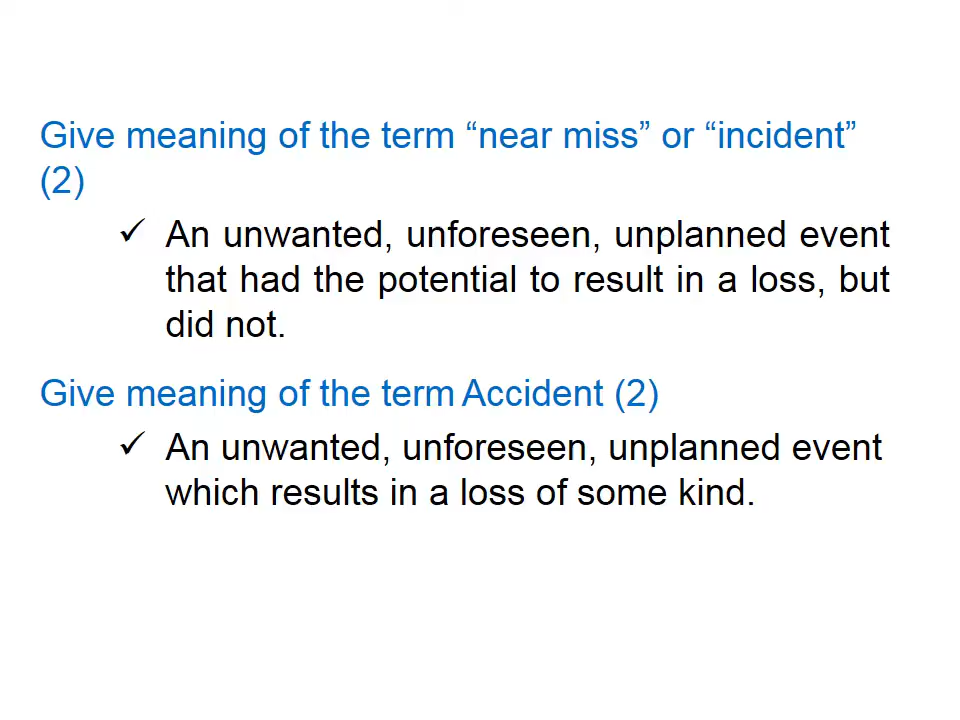 Give meaning of the term “near miss” or “incident”
(2)
✓ An unwanted, unforeseen, unplanned event
that had the potential to result in a loss, but
did not.
Give meaning of the term Accident (2)
✓ An unwanted, unforeseen, unplanned event
which results in a loss of some kind.